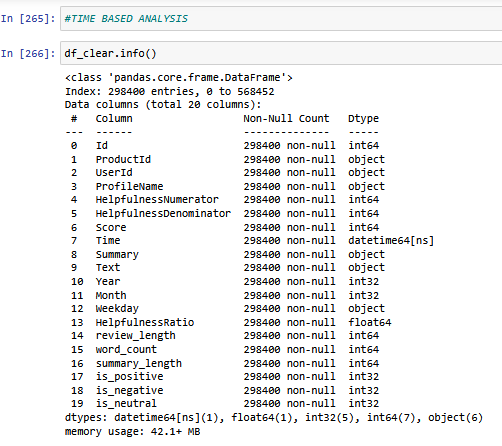 In [265]: #TIME BASED ANALYSIS
In [266]: df_clear.info()
<class 'pandas.core.frame.DataFrame'>
Index: 298400 entries, 0 to 568452
Data columns (total 20 columns):
 #   Column                  Non-Null Count   Dtype
---  ------                  --------------   -----
 0   Id                      298400 non-null  int64
 1   ProductId               298400 non-null  object
 2   UserId                  298400 non-null  object
 3   ProfileName             298400 non-null  object
 4   HelpfulnessNumerator    298400 non-null  int64
 5   HelpfulnessDenominator  298400 non-null  int64
 6   Score                   298400 non-null  int64
 7   Time                    298400 non-null  datetime64[ns]
 8   Summary                 298400 non-null  object
 9   Text                    298400 non-null  object
 10  Year                    298400 non-null  int32
 11  Month                   298400 non-null  int32
 12  Weekday                 298400 non-null  object
 13  HelpfulnessRatio        298400 non-null  float64
 14  review_length           298400 non-null  int64
 15  word_count              298400 non-null  int64
 16  summary_length          298400 non-null  int64
 17  is_positive             298400 non-null  int32
 18  is_negative             298400 non-null  int32
 19  is_neutral              298400 non-null  int32
dtypes: datetime64[ns](1), float64(1), int32(5), int64(7), object(6)
memory usage: 42.1+ MB